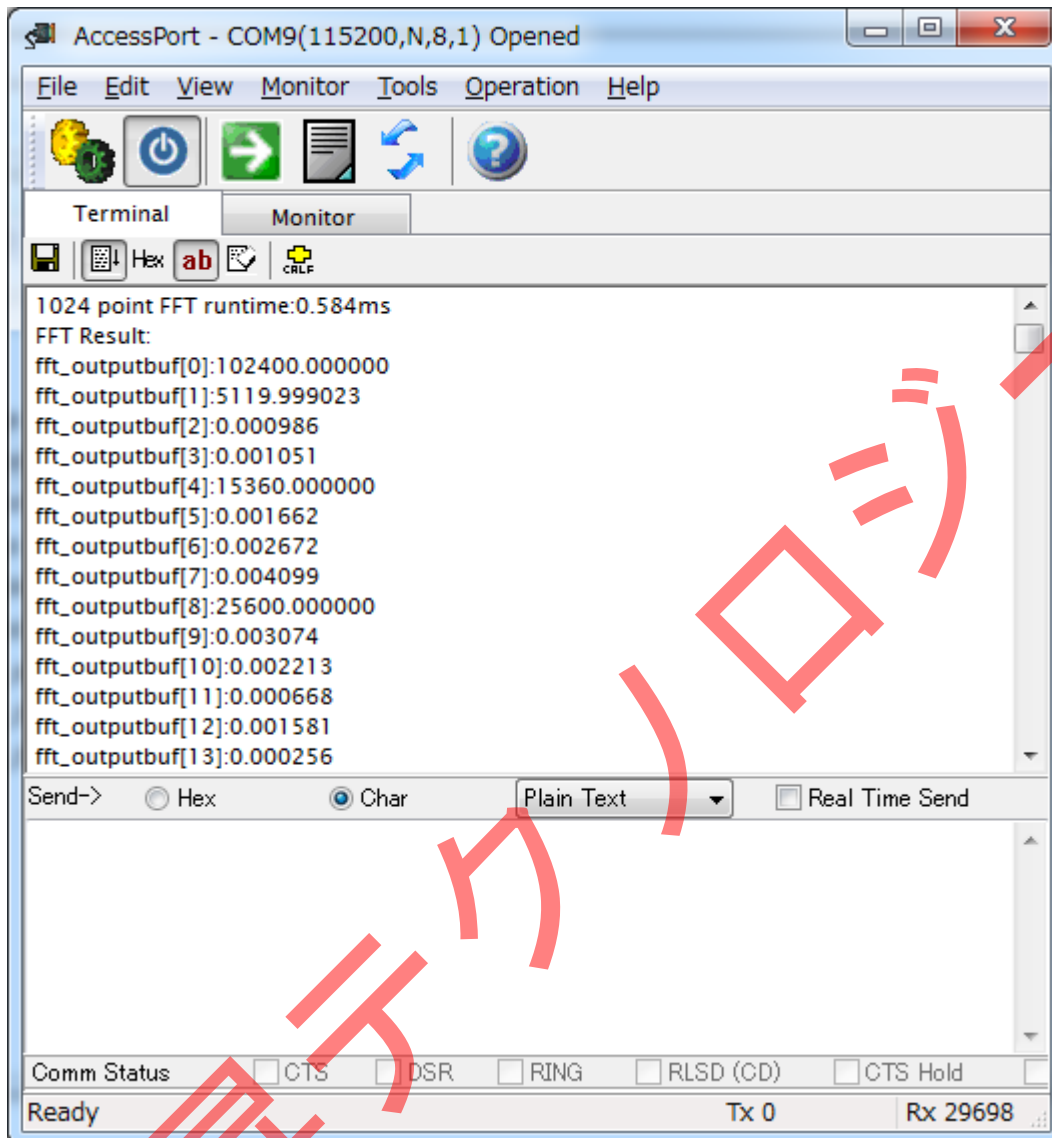 AccessPort - COM9(115200,N,8,1) Opened
File Edit View Monitor Tools Operation Help
Terminal Monitor
Hex ab CRLF
1024 point FFT runtime:0.584ms
FFT Result:
fft_outputbuf[0]:102400.000000
fft_outputbuf[1]:5119.999023
fft_outputbuf[2]:0.000986
fft_outputbuf[3]:0.001051
fft_outputbuf[4]:15360.000000
fft_outputbuf[5]:0.001662
fft_outputbuf[6]:0.002672
fft_outputbuf[7]:0.004099
fft_outputbuf[8]:25600.000000
fft_outputbuf[9]:0.003074
fft_outputbuf[10]:0.002213
fft_outputbuf[11]:0.000668
fft_outputbuf[12]:0.001581
fft_outputbuf[13]:0.000256
Send-> Hex Char Plain Text Real Time Send
Comm Status CTS DSR RING RLSD (CD) CTS Hold
Ready Tx 0 Rx 29698
テクノロジー